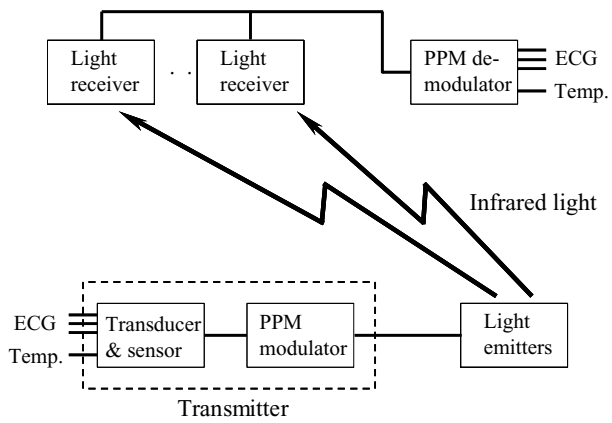 Light
receiver
. .
Light
receiver
PPM de-
modulator
ECG
Temp.
Infrared light
ECG
Temp.
Transducer
& sensor
PPM
modulator
Light
emitters
Transmitter